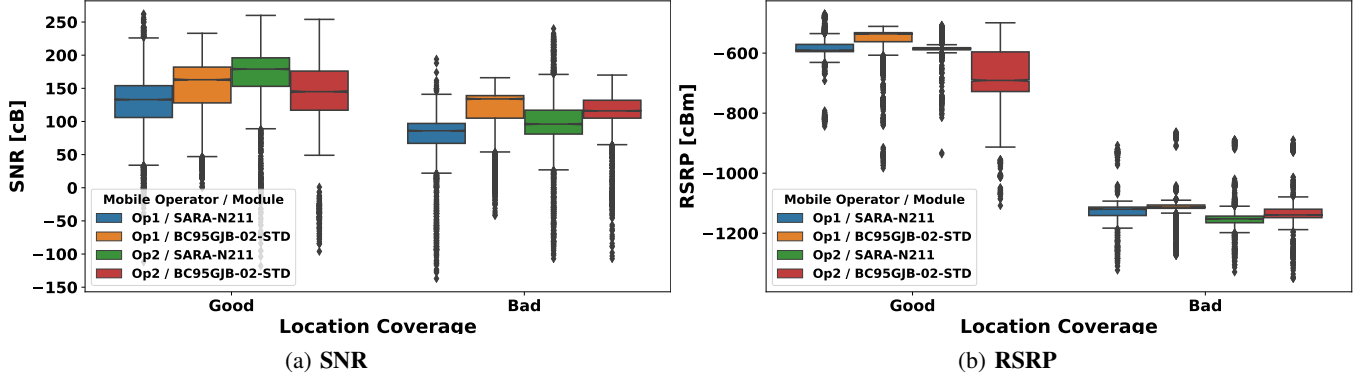 SNR [cB]
250
200
150
100
50
0
−50
−100
−150
Mobile Operator / Module
Op1 / SARA-N211
Op1 / BC95GJB-02-STD
Op2 / SARA-N211
Op2 / BC95GJB-02-STD
Good
Bad
Location Coverage
(a) SNR
RSRP [cBm]
−600
−800
−1000
−1200
Mobile Operator / Module
Op1 / SARA-N211
Op1 / BC95GJB-02-STD
Op2 / SARA-N211
Op2 / BC95GJB-02-STD
Good
Bad
Location Coverage
(b) RSRP